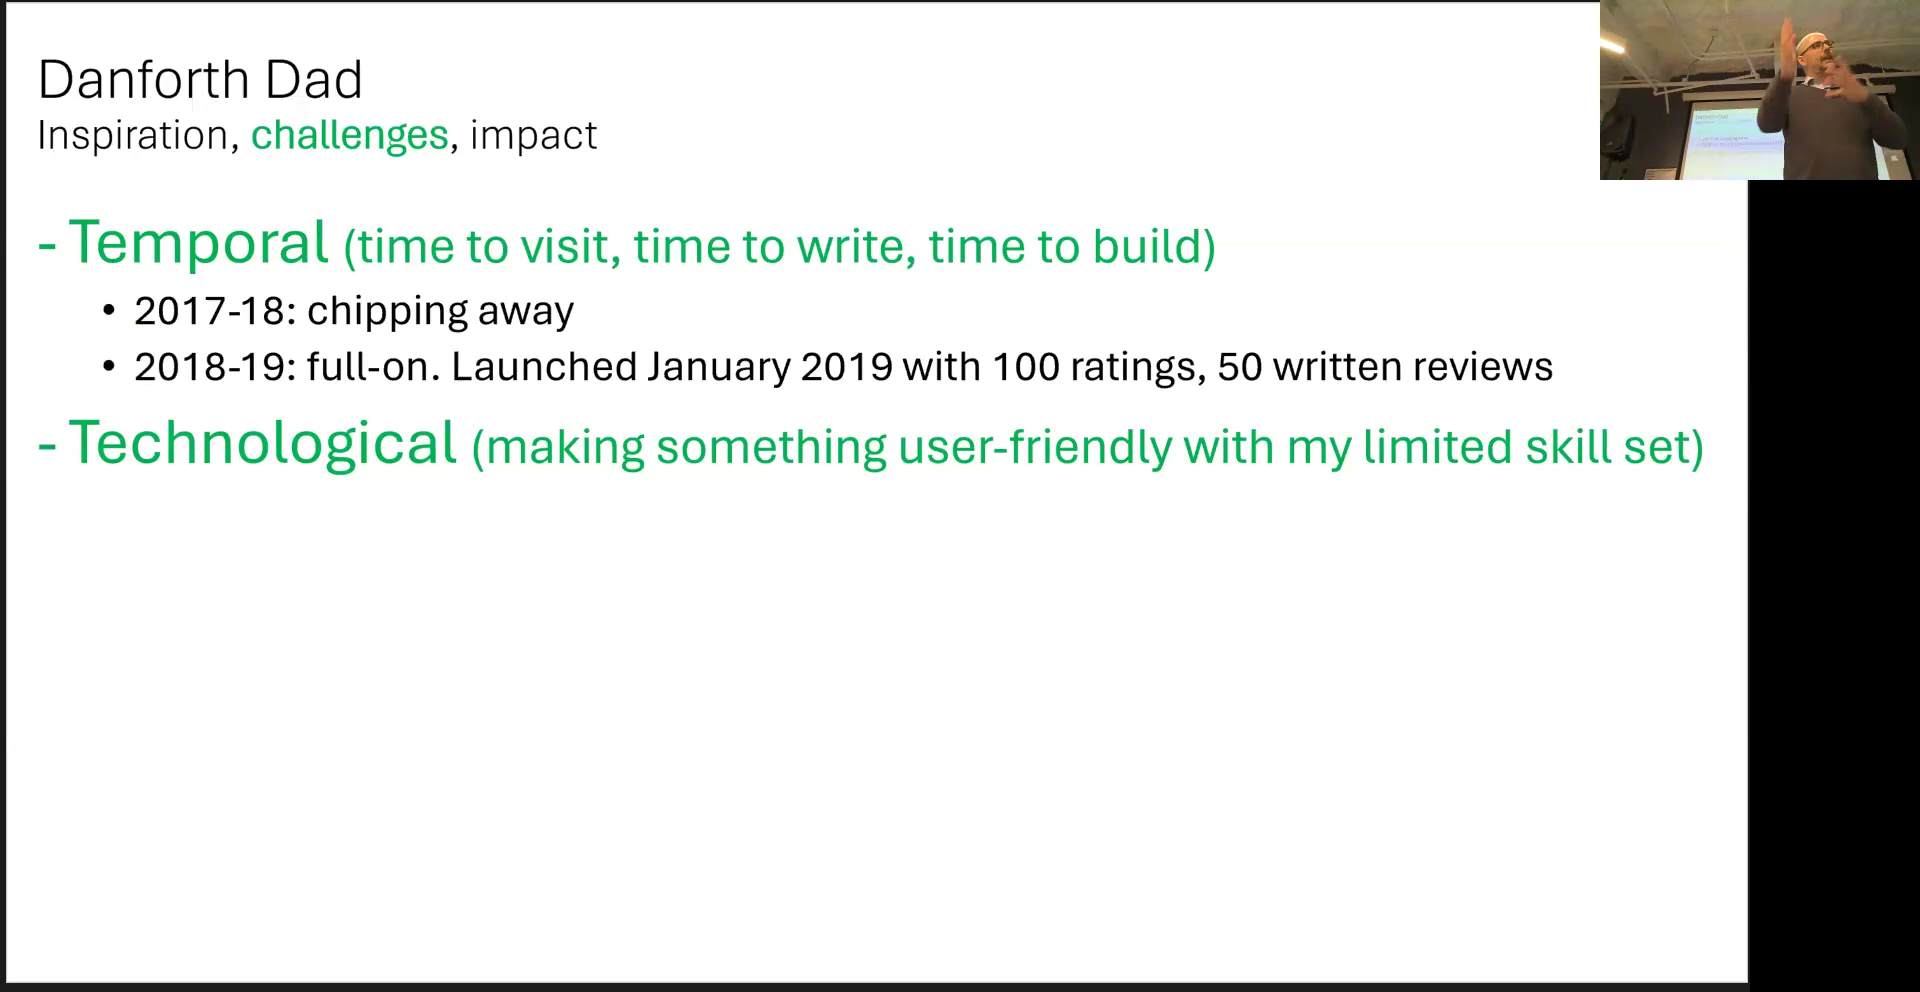 Danforth Dad
Inspiration, challenges, impact
- Temporal (time to visit, time to write, time to build)
• 2017-18: chipping away
• 2018-19: full-on. Launched January 2019 with 100 ratings, 50 written reviews
- Technological (making something user-friendly with my limited skill set)
Danforth Dad